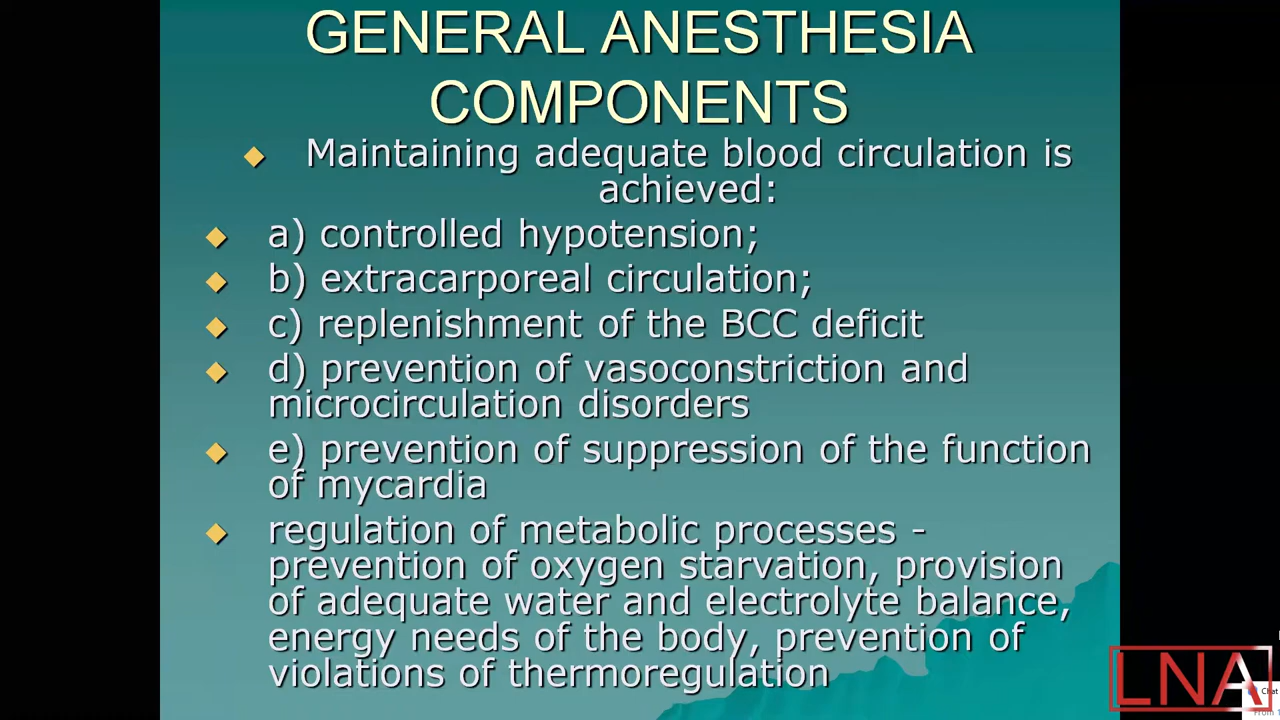 GENERAL ANESTHESIA
COMPONENTS
Maintaining adequate blood circulation is
achieved:
a) controlled hypotension;
b) extracarporeal circulation;
c) replenishment of the BCC deficit
d) prevention of vasoconstriction and
microcirculation disorders
e) prevention of suppression of the function
of mycardia
regulation of metabolic processes -
prevention of oxygen starvation, provision
of adequate water and electrolyte balance,
energy needs of the body, prevention of
violations of thermoregulation
LNA
Chat